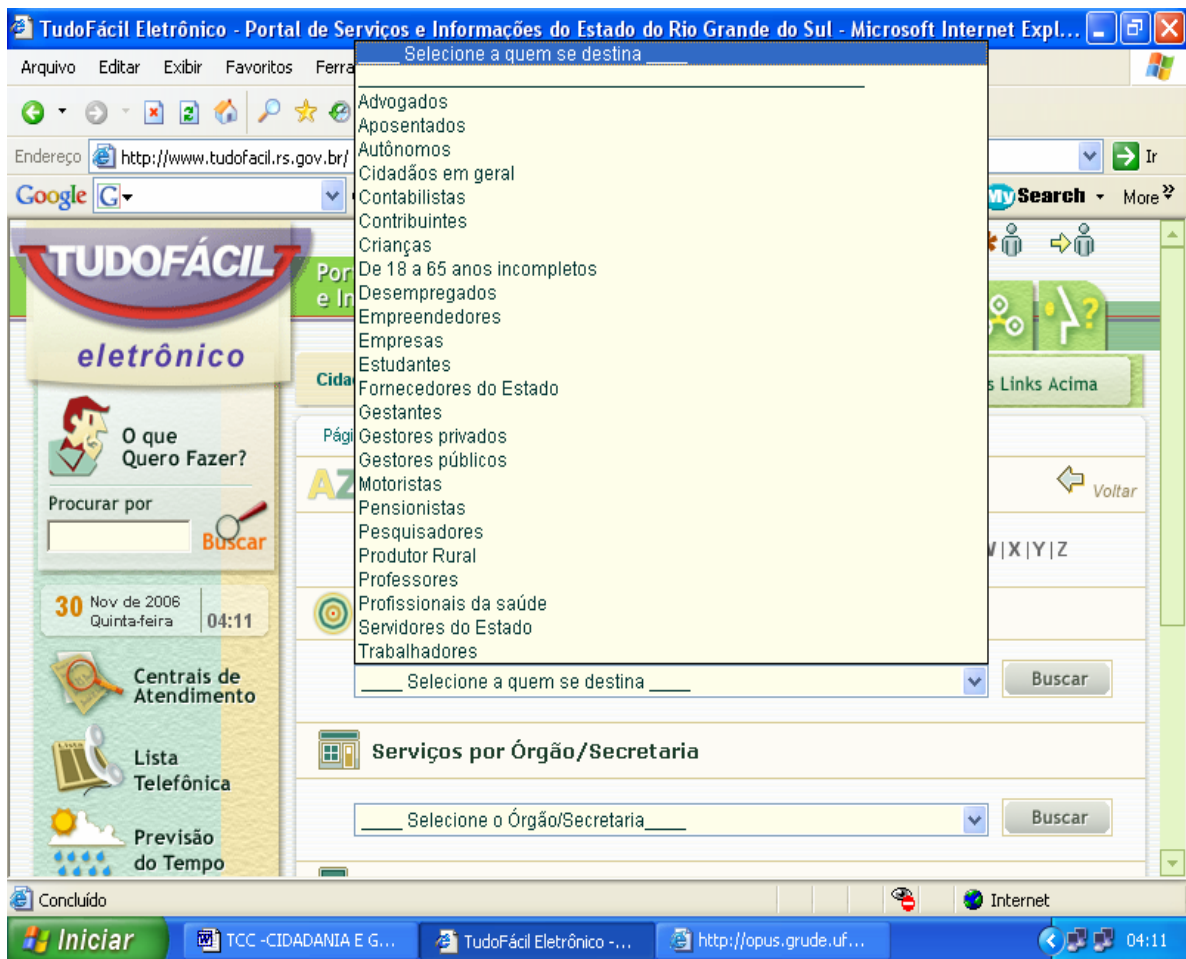 TudoFácil Eletrônico - Portal de Serviços e Informações do Estado do Rio Grande do Sul - Microsoft Internet Expl...
Arquivo Editar Exibir Favoritos Ferra
Endereço http://www.tudofacil.rs.gov.br/ Ir
Google G MySearch More »
____ Selecione a quem se destina ____
Advogados
Aposentados
Autônomos
Cidadãos em geral
Contabilistas
Contribuintes
Crianças
De 18 a 65 anos incompletos
Desempregados
Empreendedores
Empresas
Estudantes
Fornecedores do Estado
Gestantes
Gestores privados
Gestores públicos
Motoristas
Pensionistas
Pesquisadores
Produtor Rural
Professores
Profissionais da saúde
Servidores do Estado
Trabalhadores
TUDOFÁCIL
eletrônico
Por
e In
Cida
s Links Acima
Pági
AZ
Voltar
|X|Y|Z
O que
Quero Fazer?
Procurar por
Buscar
30 Nov de 2006
Quinta-feira 04:11
Centrais de
Atendimento
Lista
Telefônica
Previsão
do Tempo
____ Selecione a quem se destina ____ Buscar
Serviços por Órgão/Secretaria
____ Selecione o Órgão/Secretaria____ Buscar
Concluído Internet
Iniciar TCC -CIDADANIA E G... TudoFácil Eletrônico -... http://opus.grude.uf... 04:11